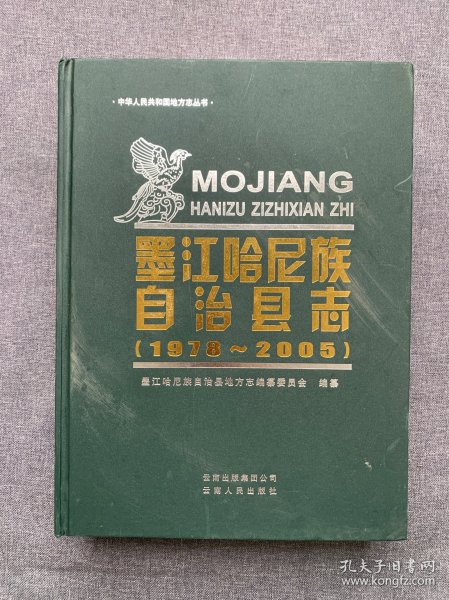 ·中华人民共和国地方志丛书·
MOJIANG
HANIZU ZIZHIXIAN ZHI
墨江哈尼族
自治县志
(1978~2005)
墨江哈尼族自治县地方志编纂委员会 编纂
云南出版集团公司
云南人民出版社
孔夫子旧书网
www.kongfz.com